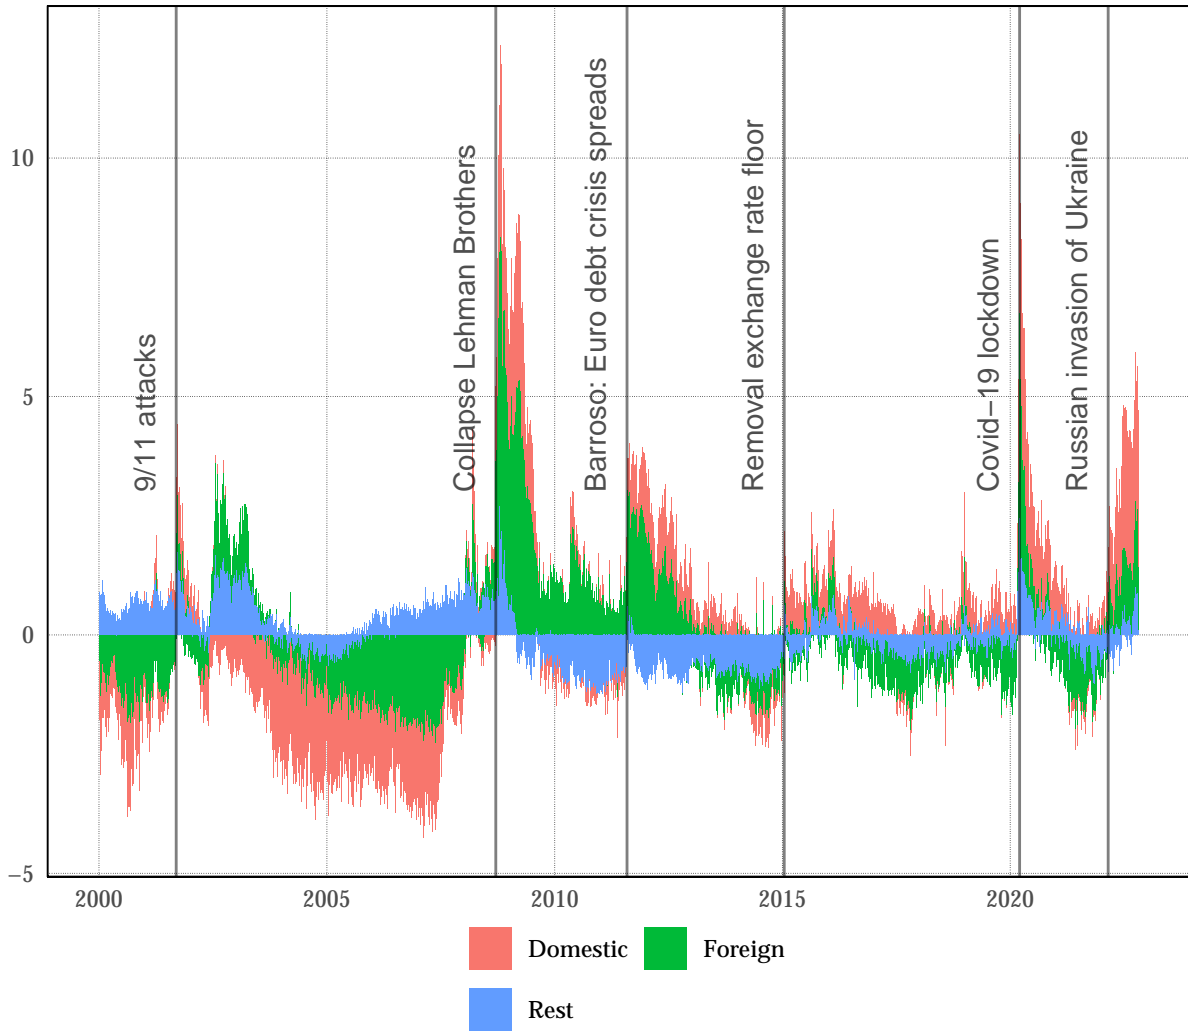 10
5
0
−5
9/11 attacks
Collapse Lehman Brothers
Barroso: Euro debt crisis spreads
Removal exchange rate floor
Covid−19 lockdown
Russian invasion of Ukraine
2000 2005 2010 2015 2020
Domestic Foreign
Rest